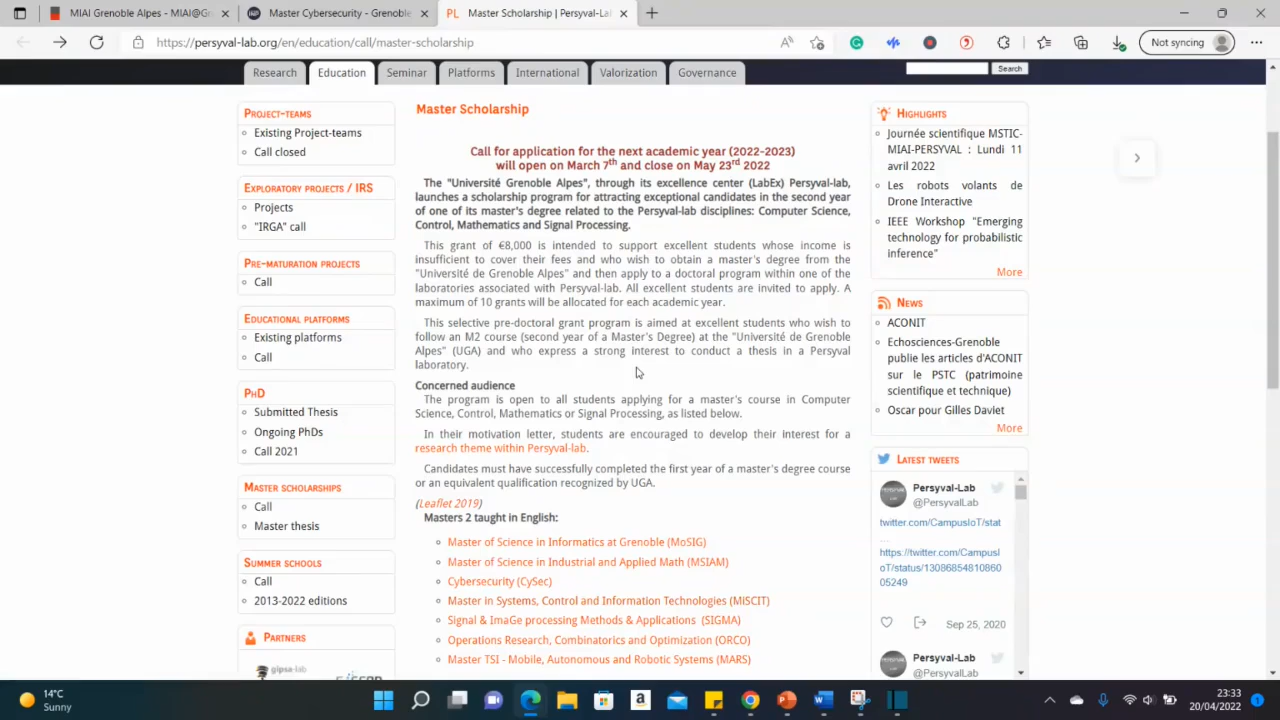 MIAI Grenoble Alpes - MIAI@Gr
Master Cybersecurity - Grenoble
PL Master Scholarship | Persyval-La
https://persyval-lab.org/en/education/call/master-scholarship
Not syncing
Research
Education
Seminar
Platforms
International
Valorization
Governance
Search
Project-teams
Existing Project-teams
Call closed
Exploratory projects / IRS
Projects
"IRGA" call
Pre-maturation projects
Call
Educational platforms
Existing platforms
Call
PhD
Submitted Thesis
Ongoing PhDs
Call 2021
Master scholarships
Call
Master thesis
Summer schools
Call
2013-2022 editions
Partners
gipsa-lab
Master Scholarship
Call for application for the next academic year (2022-2023)
will open on March 7th and close on May 23rd 2022
The "Université Grenoble Alpes", through its excellence center (LabEx) Persyval-lab,
launches a scholarship program for attracting exceptional candidates in the second year
of one of its master's degree related to the Persyval-lab disciplines: Computer Science,
Control, Mathematics and Signal Processing.
This grant of €8,000 is intended to support excellent students whose income is
insufficient to cover their fees and who wish to obtain a master's degree from the
"Université de Grenoble Alpes" and then apply to a doctoral program within one of the
laboratories associated with Persyval-lab. All excellent students are invited to apply. A
maximum of 10 grants will be allocated for each academic year.
This selective pre-doctoral grant program is aimed at excellent students who wish to
follow an M2 course (second year of a Master's Degree) at the "Université de Grenoble
Alpes" (UGA) and who express a strong interest to conduct a thesis in a Persyval
laboratory.
Concerned audience
The program is open to all students applying for a master's course in Computer
Science, Control, Mathematics or Signal Processing, as listed below.
In their motivation letter, students are encouraged to develop their interest for a
research theme within Persyval-lab.
Candidates must have successfully completed the first year of a master's degree course
or an equivalent qualification recognized by UGA.
(Leaflet 2019)
Masters 2 taught in English:
Master of Science in Informatics at Grenoble (MoSIG)
Master of Science in Industrial and Applied Math (MSIAM)
Cybersecurity (CySec)
Master in Systems, Control and Information Technologies (MiSCIT)
Signal & ImaGe processing Methods & Applications (SIGMA)
Operations Research, Combinatorics and Optimization (ORCO)
Master TSI - Mobile, Autonomous and Robotic Systems (MARS)
Highlights
Journée scientifique MSTIC-
MIAI-PERSYVAL : Lundi 11
avril 2022
Les robots volants de
Drone Interactive
IEEE Workshop "Emerging
technology for probabilistic
inference"
More
News
ACONIT
Echosciences-Grenoble
publie les articles d'ACONIT
sur le PSTC (patrimoine
scientifique et technique)
Oscar pour Gilles Daviet
More
Latest tweets
Persyval-Lab
@PersyvalLab
twitter.com/CampusIoT/stat
…
https://twitter.com/Campusl
oT/status/13086854810860
05249
Sep 25, 2020
Persyval-Lab
@PersyvalLab
14°C
Sunny
23:33
20/04/2022